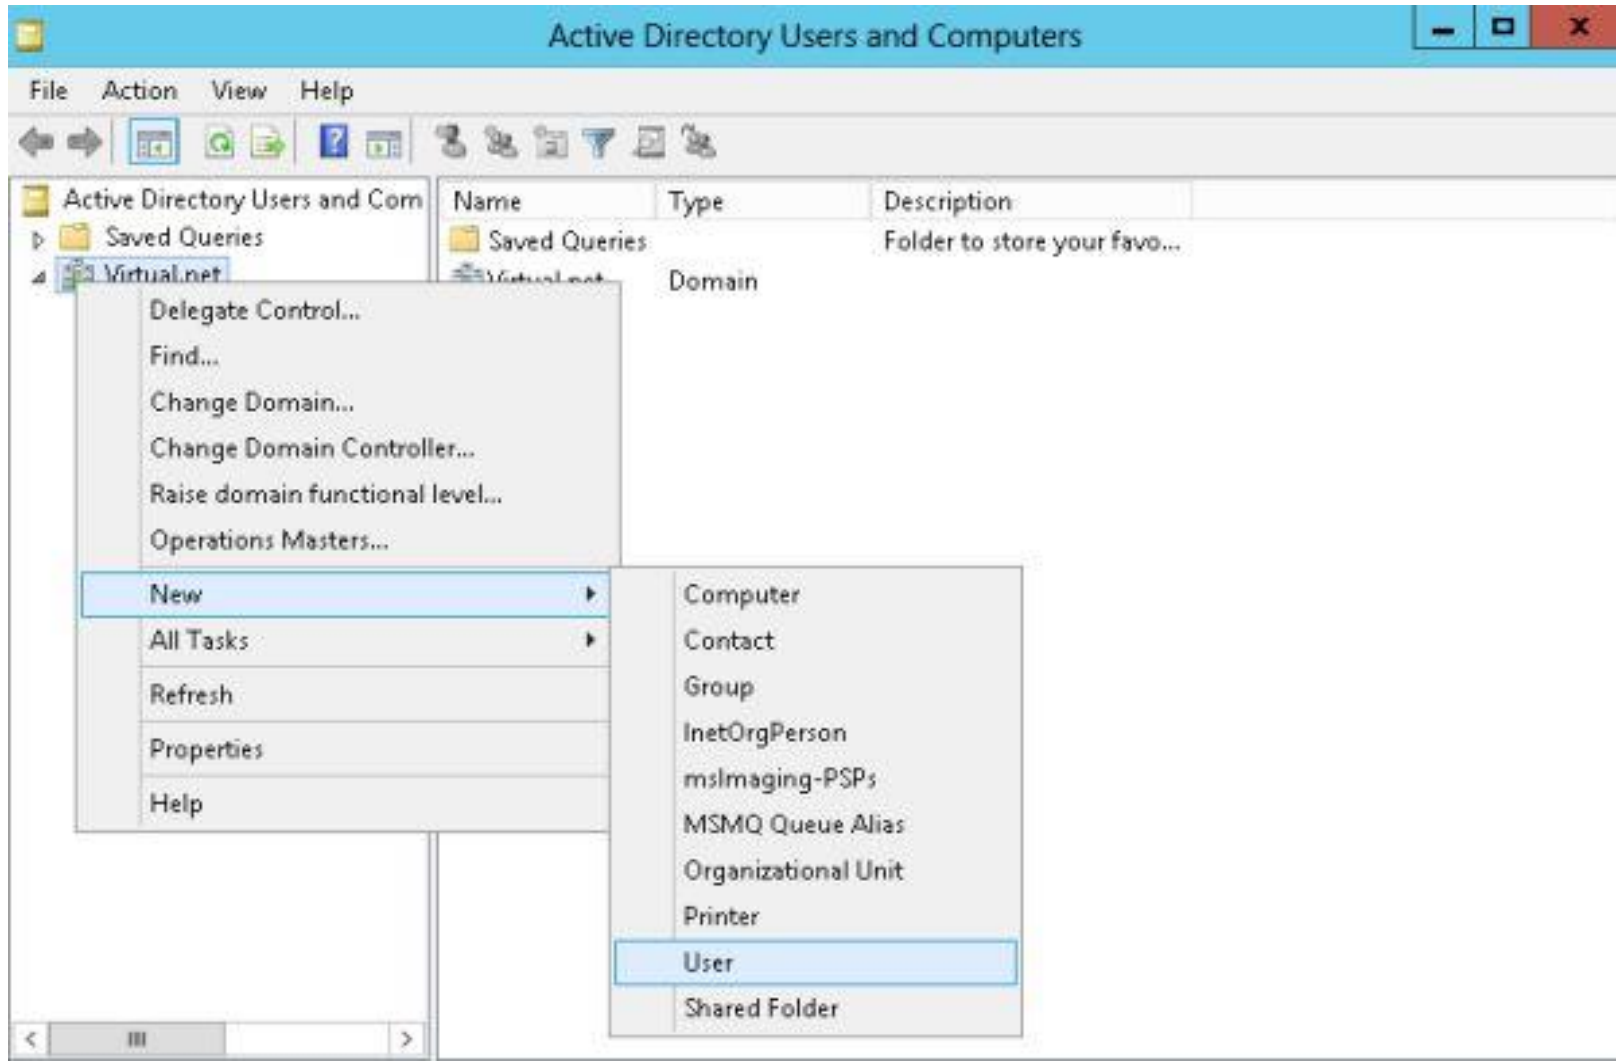 Active Directory Users and Computers
File Action View Help
Active Directory Users and Com
Saved Queries
Virtual.net
Name Type Description
Saved Queries Folder to store your favo...
Virtual.net Domain
Delegate Control...
Find...
Change Domain...
Change Domain Controller...
Raise domain functional level...
Operations Masters...
New
All Tasks
Refresh
Properties
Help
Computer
Contact
Group
InetOrgPerson
msImaging-PSPs
MSMQ Queue Alias
Organizational Unit
Printer
User
Shared Folder